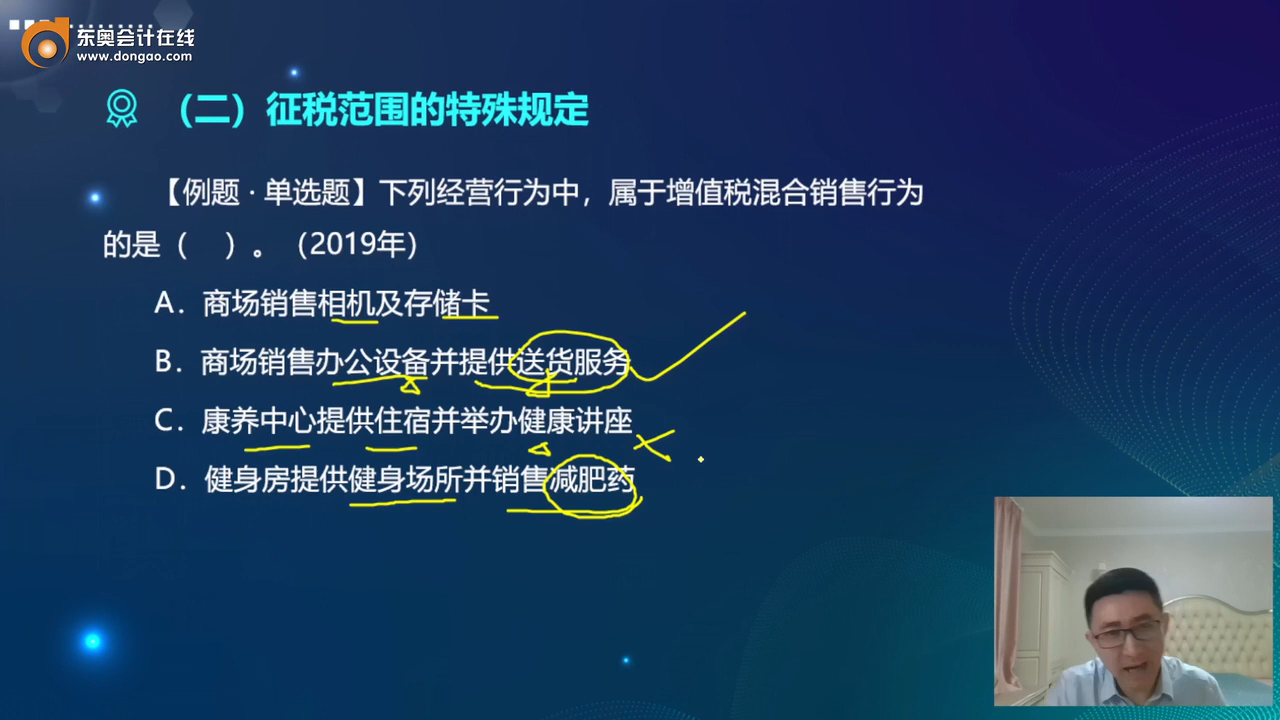 东奥会计在线
www.dongao.com
（二）征税范围的特殊规定
【例题·单选题】下列经营行为中，属于增值税混合销售行为
的是（ ）。（2019年）
A．商场销售相机及存储卡
B．商场销售办公设备并提供送货服务
C．康养中心提供住宿并举办健康讲座
D．健身房提供健身场所并销售减肥药